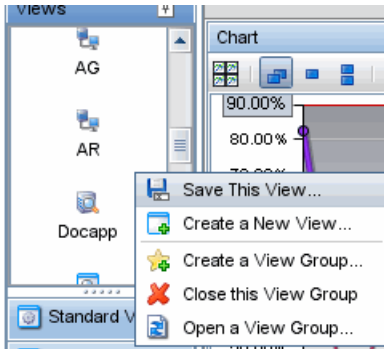 Views
Chart
AG
90.00%
80.00%
AR
Save This View...
Create a New View...
Docapp
Create a View Group...
Close this View Group
Standard V
Open a View Group...